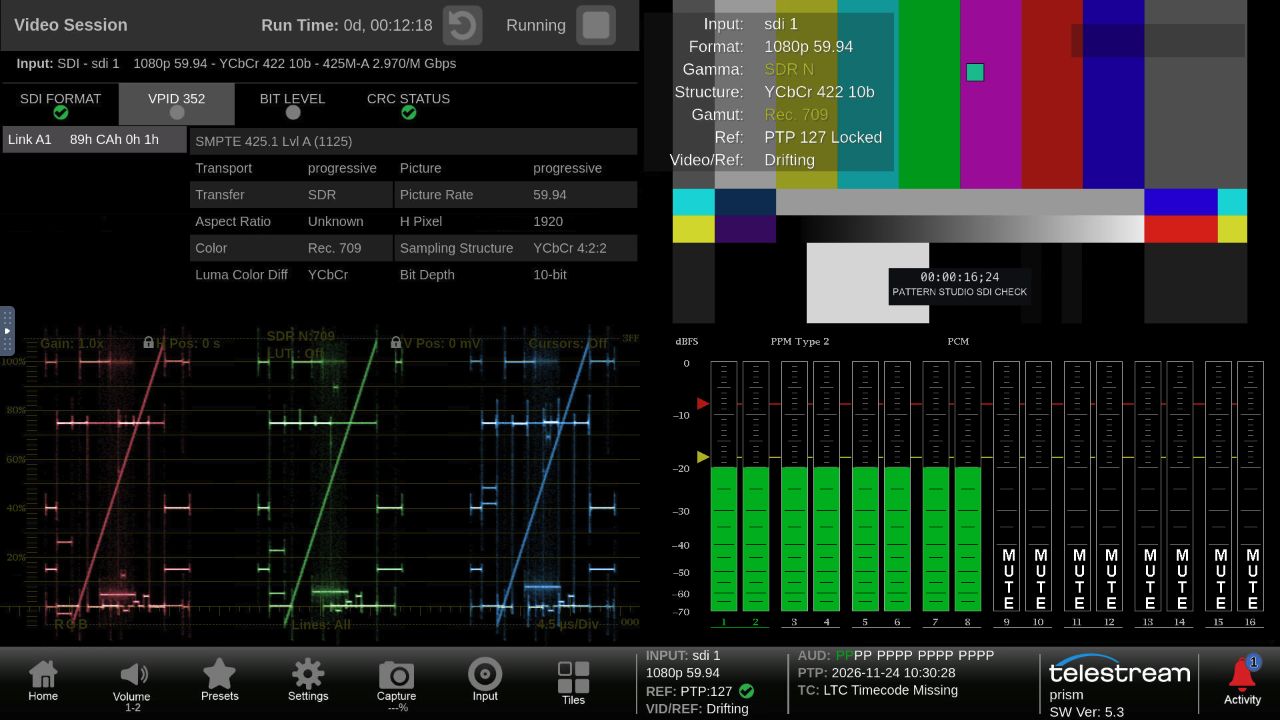 Video Session
Run Time: 0d, 00:12:18
Running
Input: SDI - sdi 1 1080p 59.94 - YCbCr 422 10b - 425M-A 2.970/M Gbps
SDI FORMAT
VPID 352
BIT LEVEL
CRC STATUS
Link A1 89h CAh 0h 1h
SMPTE 425.1 Lvl A (1125)
Transport progressive Picture progressive
Transfer SDR Picture Rate 59.94
Aspect Ratio Unknown H Pixel 1920
Color Rec. 709 Sampling Structure YCbCr 4:2:2
Luma Color Diff YCbCr Bit Depth 10-bit
Input: sdi 1
Format: 1080p 59.94
Gamma: SDR N
Structure: YCbCr 422 10b
Gamut: Rec. 709
Ref: PTP 127 Locked
Video/Ref: Drifting
00:00:16;24
PATTERN STUDIO SDI CHECK
Gain: 1.0x
H Pos: 0 s
SDR N:709
LUT : Off
V Pos: 0 mV
Cursors: Off
3FF
100%
80%
60%
40%
20%
RGB
Lines: All
4.5 µs/Div
000
dBFS PPM Type 2 PCM
0
-10
-20
-30
-40
-50
-60
-70
MUTE MUTE MUTE MUTE MUTE MUTE MUTE MUTE
1 2 3 4 5 6 7 8 9 10 11 12 13 14 15 16
Home
Volume
1-2
Presets
Settings
Capture
---%
Input
Tiles
INPUT: sdi 1
1080p 59.94
REF: PTP:127
VID/REF: Drifting
AUD: PPPP PPPP PPPP PPPP
PTP: 2026-11-24 10:30:28
TC: LTC Timecode Missing
telestream
prism
SW Ver: 5.3
1
Activity